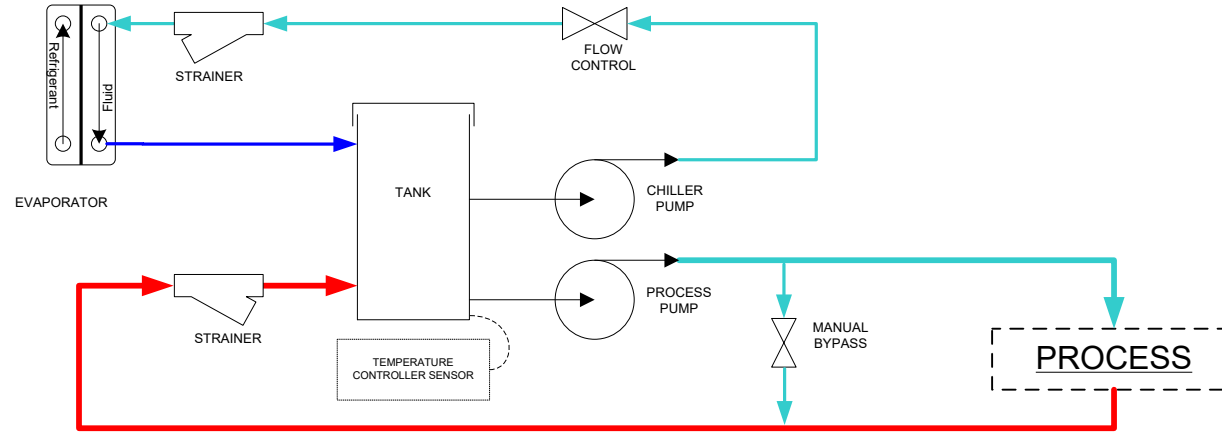 FLOW
CONTROL
STRAINER
Refrigerant
Fluid
EVAPORATOR
TANK
CHILLER
PUMP
PROCESS
PUMP
STRAINER
MANUAL
BYPASS
TEMPERATURE
CONTROLLER SENSOR
PROCESS